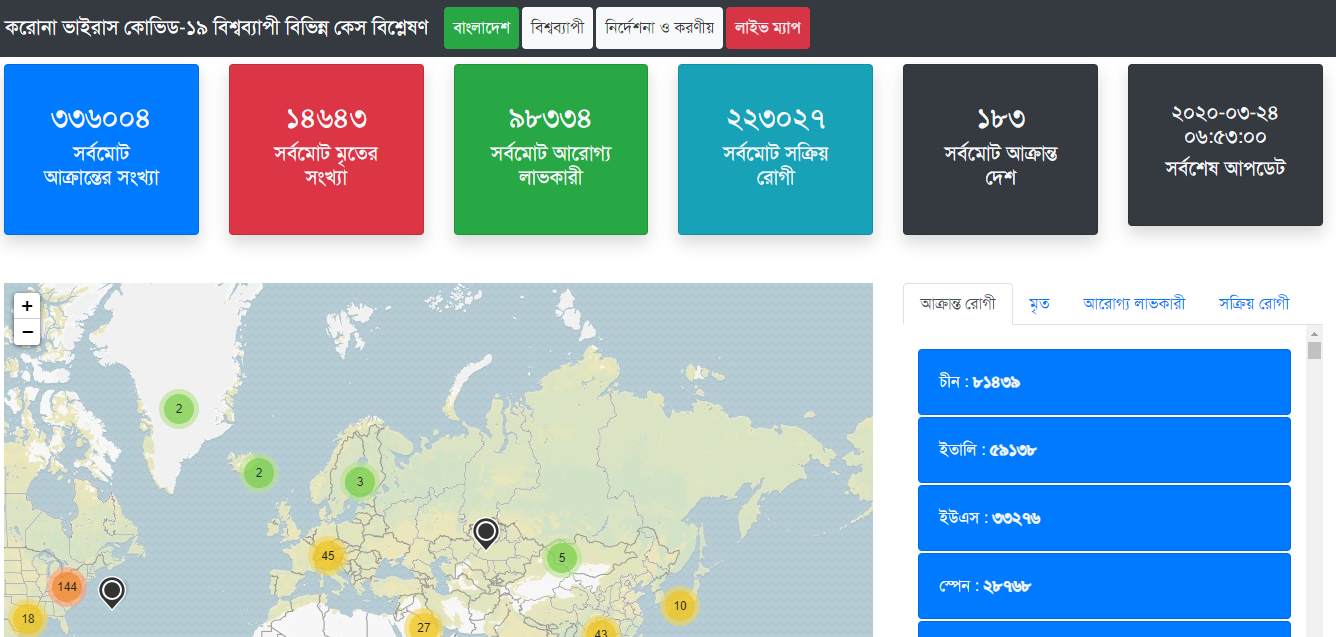 করোনা ভাইরাস কোভিড-১৯ বিশ্বব্যাপী বিভিন্ন কেস বিশ্লেষণ
বাংলাদেশ
বিশ্বব্যাপী
নির্দেশনা ও করণীয়
লাইভ ম্যাপ
৩৩৬০০৪
সর্বমোট
আক্রান্তের সংখ্যা
১৪৬৪৩
সর্বমোট মৃতের
সংখ্যা
৯৮৩৩৪
সর্বমোট আরোগ্য
লাভকারী
২২৩০২৭
সর্বমোট সক্রিয়
রোগী
১৮৩
সর্বমোট আক্রান্ত
দেশ
২০২০-০৩-২৪
০৬:৫৩:০০
সর্বশেষ আপডেট
+
−
2
2
3
45
5
144
18
27
10
43
আক্রান্ত রোগী
মৃত
আরোগ্য লাভকারী
সক্রিয় রোগী
চীন : ৮১৪৩৯
ইতালি : ৫৯১৩৮
ইউএস : ৩৩২৭৬
স্পেন : ২৮৭৬৮